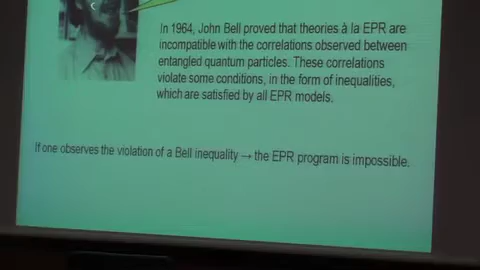 In 1964, John Bell proved that theories à la EPR are
incompatible with the correlations observed between
entangled quantum particles. These correlations
violate some conditions, in the form of inequalities,
which are satisfied by all EPR models.
If one observes the violation of a Bell inequality → the EPR program is impossible.